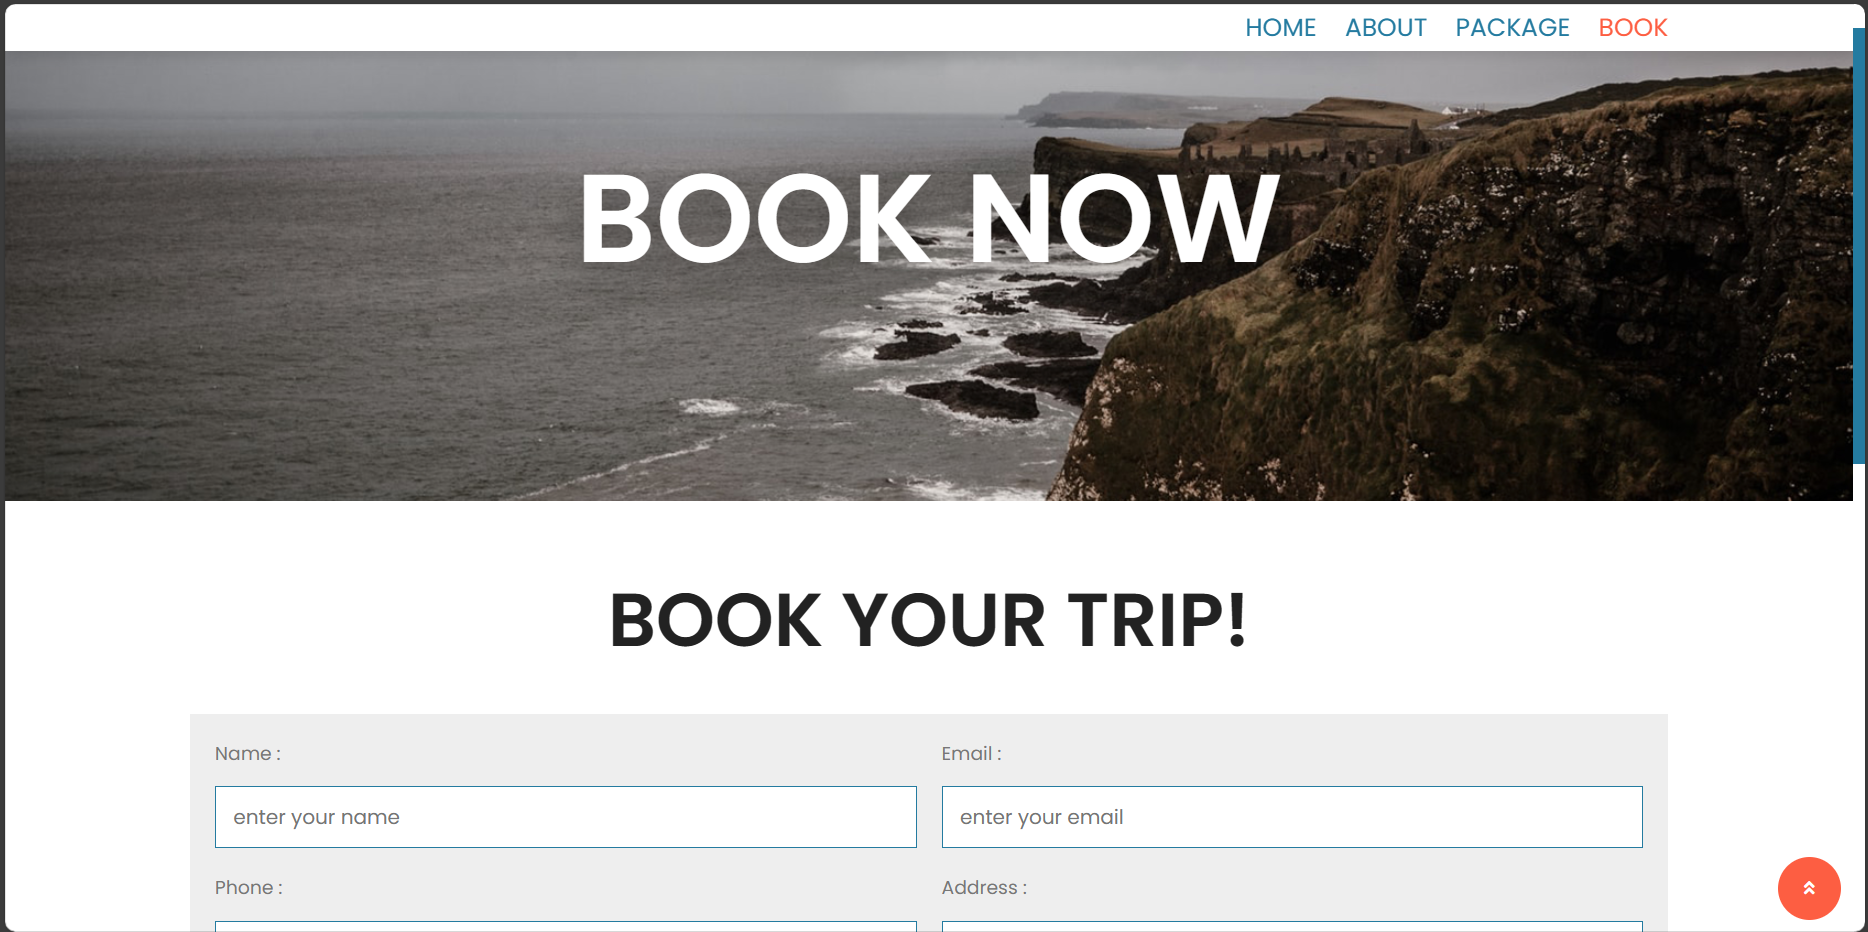 HOME ABOUT PACKAGE BOOK
BOOK NOW
BOOK YOUR TRIP!
Name : Email :
enter your name enter your email
Phone : Address :